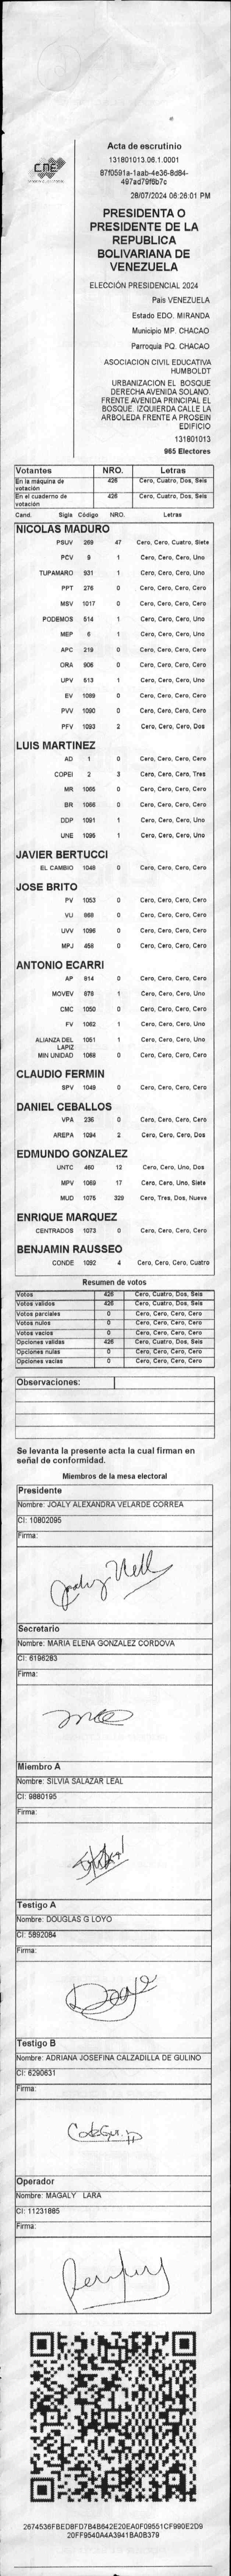 CNE
Acta de escrutinio
131801013.06.1.0001
87f0591a-1aab-4e36-8d84-
497ad79f6b7c
28/07/2024 06:26:01 PM
PRESIDENTA O
PRESIDENTE DE LA
REPUBLICA
BOLIVARIANA DE
VENEZUELA
ELECCIÓN PRESIDENCIAL 2024
Pais VENEZUELA
Estado EDO. MIRANDA
Municipio MP. CHACAO
Parroquia PQ. CHACAO
ASOCIACION CIVIL EDUCATIVA
HUMBOLDT
URBANIZACION EL BOSQUE
DERECHA AVENIDA SOLANO.
FRENTE AVENIDA PRINCIPAL EL
BOSQUE. IZQUIERDA CALLE LA
ARBOLEDA FRENTE A PROSEIN
EDIFICIO
131801013
965 Electores
Votantes NRO. Letras
En la máquina de votación 426 Cero, Cuatro, Dos, Seis
En el cuaderno de votación 426 Cero, Cuatro, Dos, Seis
Cand. Sigla Código NRO. Letras
NICOLAS MADURO
PSUV 269 47 Cero, Cero, Cuatro, Siete
PCV 9 1 Cero, Cero, Cero, Uno
TUPAMARO 931 1 Cero, Cero, Cero, Uno
PPT 276 0 Cero, Cero, Cero, Cero
MSV 1017 0 Cero, Cero, Cero, Cero
PODEMOS 514 1 Cero, Cero, Cero, Uno
MEP 6 1 Cero, Cero, Cero, Uno
APC 219 0 Cero, Cero, Cero, Cero
ORA 906 0 Cero, Cero, Cero, Cero
UPV 513 1 Cero, Cero, Cero, Uno
EV 1089 0 Cero, Cero, Cero, Cero
PVV 1090 0 Cero, Cero, Cero, Cero
PFV 1093 2 Cero, Cero, Cero, Dos
LUIS MARTINEZ
AD 1 0 Cero, Cero, Cero, Cero
COPEI 2 3 Cero, Cero, Cero, Tres
MR 1065 0 Cero, Cero, Cero, Cero
BR 1066 0 Cero, Cero, Cero, Cero
DDP 1091 1 Cero, Cero, Cero, Uno
UNE 1095 1 Cero, Cero, Cero, Uno
JAVIER BERTUCCI
EL CAMBIO 1048 0 Cero, Cero, Cero, Cero
JOSE BRITO
PV 1053 0 Cero, Cero, Cero, Cero
VU 968 0 Cero, Cero, Cero, Cero
UVV 1096 0 Cero, Cero, Cero, Cero
MPJ 458 0 Cero, Cero, Cero, Cero
ANTONIO ECARRI
AP 814 0 Cero, Cero, Cero, Cero
MOVEV 878 1 Cero, Cero, Cero, Uno
CMC 1050 0 Cero, Cero, Cero, Cero
FV 1062 1 Cero, Cero, Cero, Uno
ALIANZA DEL LAPIZ 1051 1 Cero, Cero, Cero, Uno
MIN UNIDAD 1068 0 Cero, Cero, Cero, Cero
CLAUDIO FERMIN
SPV 1049 0 Cero, Cero, Cero, Cero
DANIEL CEBALLOS
VPA 236 0 Cero, Cero, Cero, Cero
AREPA 1094 2 Cero, Cero, Cero, Dos
EDMUNDO GONZALEZ
UNTC 460 12 Cero, Cero, Uno, Dos
MPV 1069 17 Cero, Cero, Uno, Siete
MUD 1075 329 Cero, Tres, Dos, Nueve
ENRIQUE MARQUEZ
CENTRADOS 1073 0 Cero, Cero, Cero, Cero
BENJAMIN RAUSSEO
CONDE 1092 4 Cero, Cero, Cero, Cuatro
Resumen de votos
Votos 426 Cero, Cuatro, Dos, Seis
Votos validos 426 Cero, Cuatro, Dos, Seis
Votos parciales 0 Cero, Cero, Cero, Cero
Votos nulos 0 Cero, Cero, Cero, Cero
Votos vacios 0 Cero, Cero, Cero, Cero
Opciones validas 426 Cero, Cuatro, Dos, Seis
Opciones nulas 0 Cero, Cero, Cero, Cero
Opciones vacias 0 Cero, Cero, Cero, Cero
Observaciones:
Se levanta la presente acta la cual firman en
señal de conformidad.
Miembros de la mesa electoral
Presidente
Nombre: JOALY ALEXANDRA VELARDE CORREA
CI: 10802095
Firma:
Secretario
Nombre: MARIA ELENA GONZALEZ CORDOVA
CI: 6196283
Firma:
Miembro A
Nombre: SILVIA SALAZAR LEAL
CI: 9880195
Firma:
Testigo A
Nombre: DOUGLAS G LOYO
CI: 5892084
Firma:
Testigo B
Nombre: ADRIANA JOSEFINA CALZADILLA DE GULINO
CI: 6290631
Firma:
Operador
Nombre: MAGALY LARA
CI: 11231885
Firma:
2674536FBEDBFD7B4B642E20EA0F09551CF990E2D9
20FF9540A4A3941BA0B379